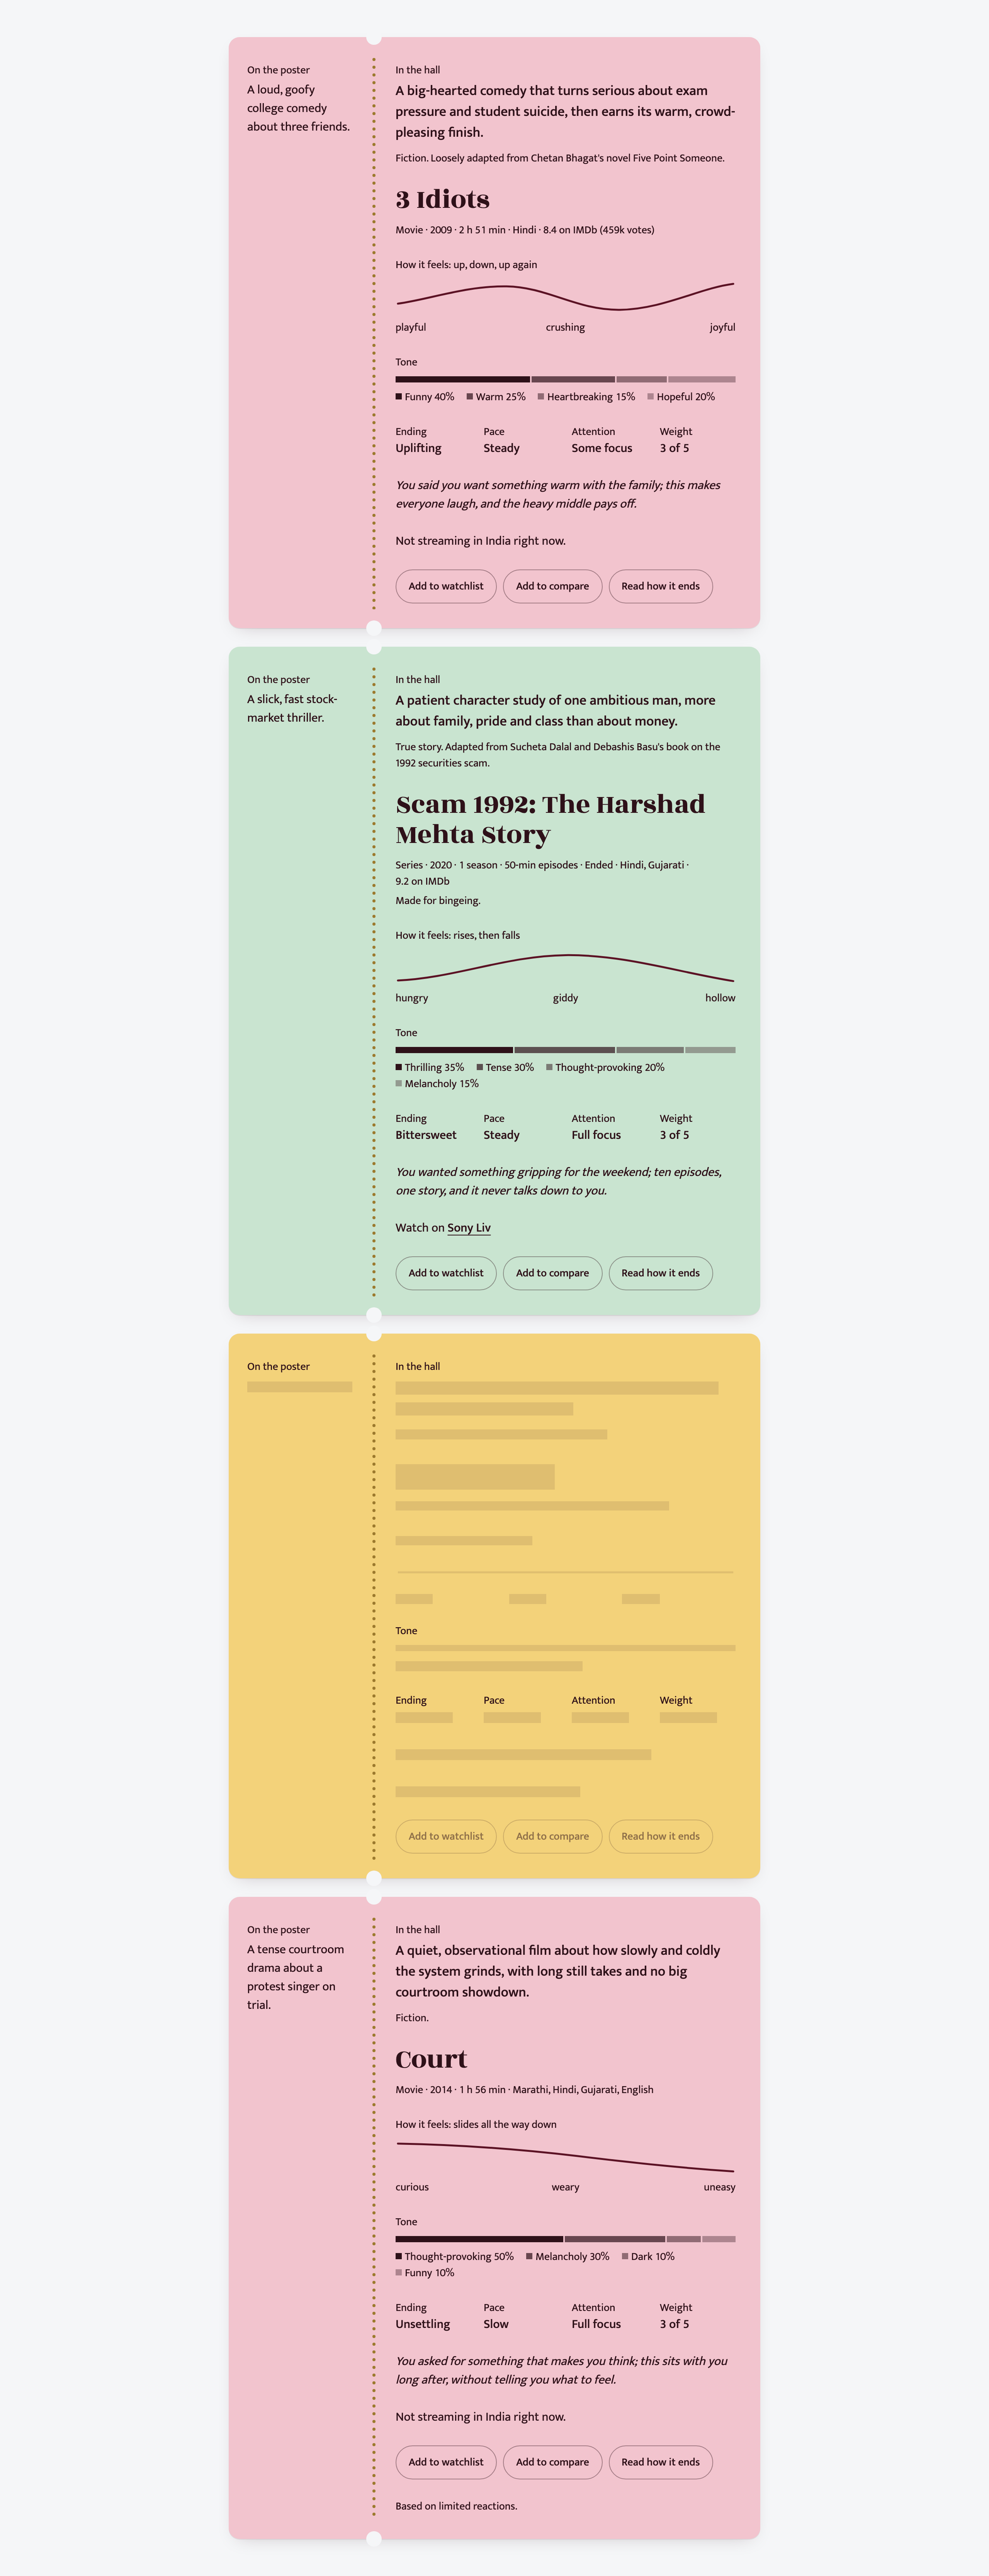 On the poster
A loud, goofy
college comedy
about three friends.
In the hall
A big-hearted comedy that turns serious about exam
pressure and student suicide, then earns its warm, crowd-
pleasing finish.
Fiction. Loosely adapted from Chetan Bhagat's novel Five Point Someone.
3 Idiots
Movie · 2009 · 2 h 51 min · Hindi · 8.4 on IMDb (459k votes)
How it feels: up, down, up again
playful crushing joyful
Tone
Funny 40% Warm 25% Heartbreaking 15% Hopeful 20%
Ending Pace Attention Weight
Uplifting Steady Some focus 3 of 5
You said you want something warm with the family; this makes
everyone laugh, and the heavy middle pays off.
Not streaming in India right now.
Add to watchlist Add to compare Read how it ends
On the poster
A slick, fast stock-
market thriller.
In the hall
A patient character study of one ambitious man, more
about family, pride and class than about money.
True story. Adapted from Sucheta Dalal and Debashis Basu's book on the
1992 securities scam.
Scam 1992: The Harshad
Mehta Story
Series · 2020 · 1 season · 50-min episodes · Ended · Hindi, Gujarati ·
9.2 on IMDb
Made for bingeing.
How it feels: rises, then falls
hungry giddy hollow
Tone
Thrilling 35% Tense 30% Thought-provoking 20%
Melancholy 15%
Ending Pace Attention Weight
Bittersweet Steady Full focus 3 of 5
You wanted something gripping for the weekend; ten episodes,
one story, and it never talks down to you.
Watch on Sony Liv
Add to watchlist Add to compare Read how it ends
On the poster
In the hall
Tone
Ending Pace Attention Weight
Add to watchlist Add to compare Read how it ends
On the poster
A tense courtroom
drama about a
protest singer on
trial.
In the hall
A quiet, observational film about how slowly and coldly
the system grinds, with long still takes and no big
courtroom showdown.
Fiction.
Court
Movie · 2014 · 1 h 56 min · Marathi, Hindi, Gujarati, English
How it feels: slides all the way down
curious weary uneasy
Tone
Thought-provoking 50% Melancholy 30% Dark 10%
Funny 10%
Ending Pace Attention Weight
Unsettling Slow Full focus 3 of 5
You asked for something that makes you think; this sits with you
long after, without telling you what to feel.
Not streaming in India right now.
Add to watchlist Add to compare Read how it ends
Based on limited reactions.